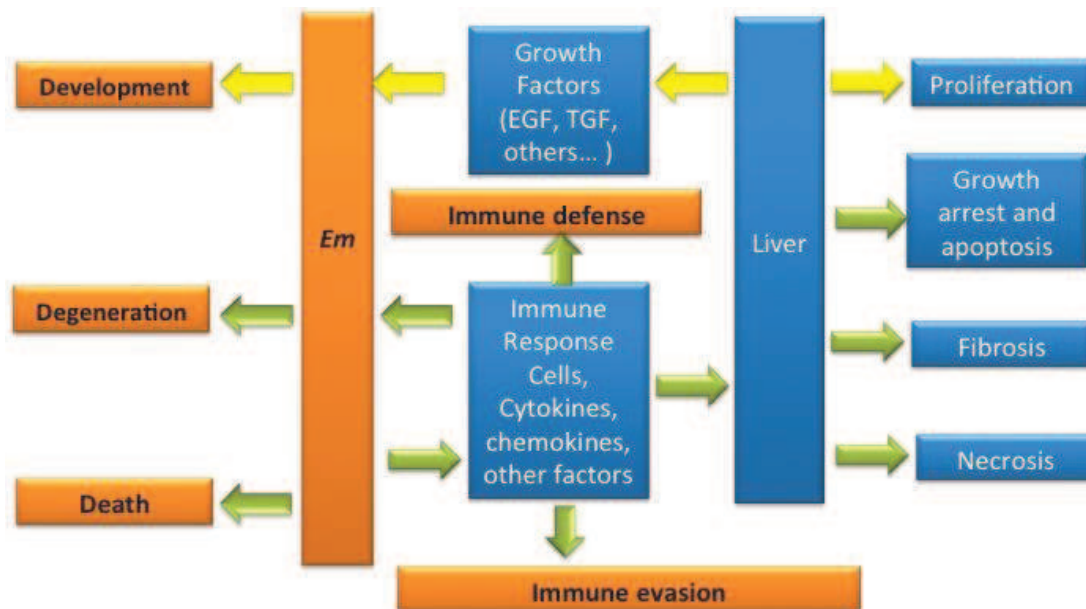 Development
Degeneration
Death
Em
Growth
Factors
(EGF, TGF,
others... )
Immune defense
Immune
Response
Cells,
Cytokines,
chemokines,
other factors
Immune evasion
Liver
Proliferation
Growth
arrest and
apoptosis
Fibrosis
Necrosis